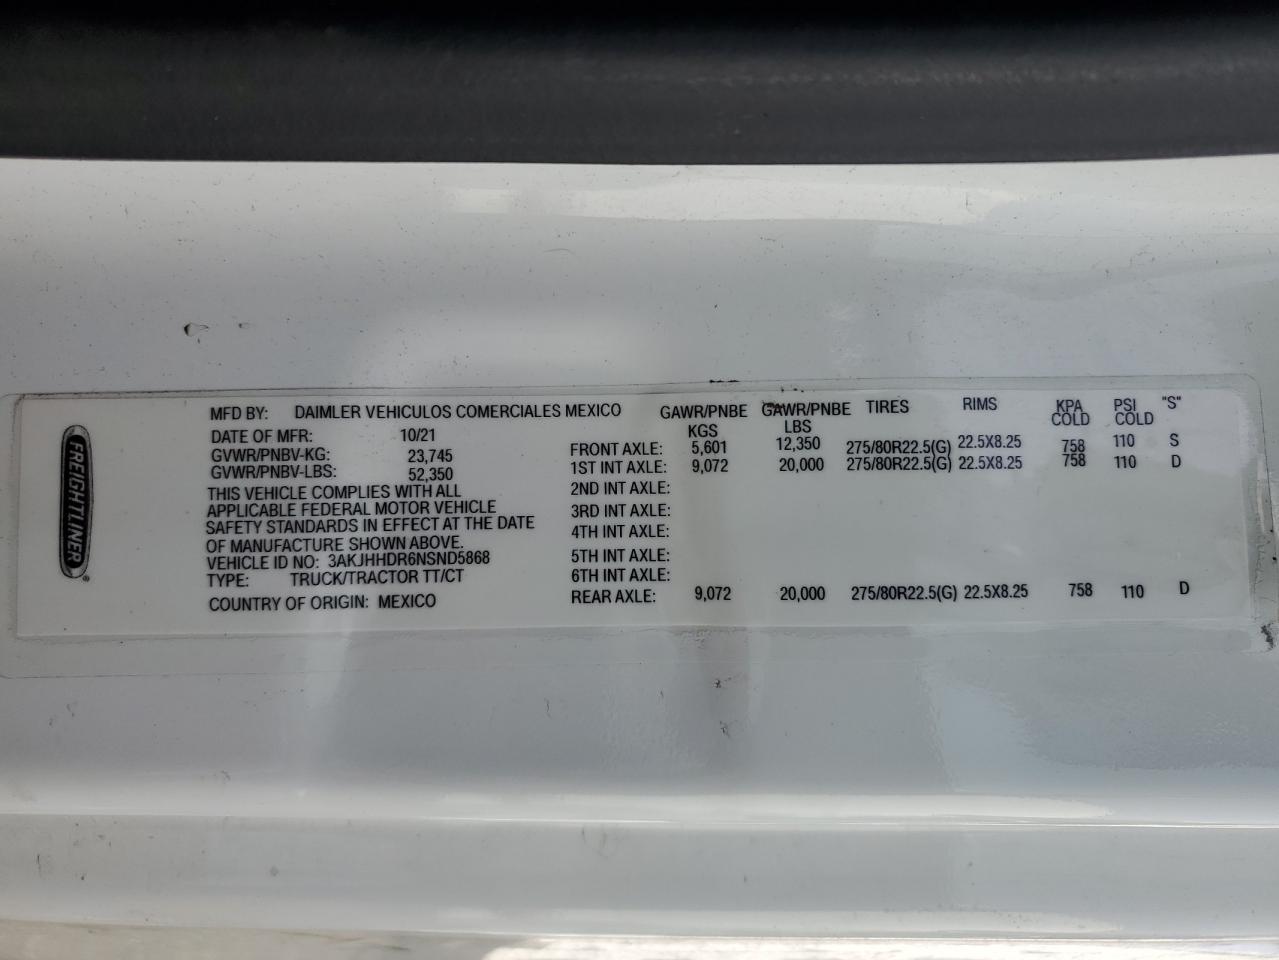 FREIGHTLINER®
MFD BY: DAIMLER VEHICULOS COMERCIALES MEXICO
DATE OF MFR: 10/21
GVWR/PNBV-KG: 23,745
GVWR/PNBV-LBS: 52,350
THIS VEHICLE COMPLIES WITH ALL
APPLICABLE FEDERAL MOTOR VEHICLE
SAFETY STANDARDS IN EFFECT AT THE DATE
OF MANUFACTURE SHOWN ABOVE.
VEHICLE ID NO: 3AKJHHDR6NSND5868
TYPE: TRUCK/TRACTOR TT/CT
COUNTRY OF ORIGIN: MEXICO
GAWR/PNBE GAWR/PNBE TIRES RIMS KPA PSI "S"
KGS LBS COLD COLD
FRONT AXLE: 5,601 12,350 275/80R22.5(G) 22.5X8.25 758 110 S
1ST INT AXLE: 9,072 20,000 275/80R22.5(G) 22.5X8.25 758 110 D
2ND INT AXLE:
3RD INT AXLE:
4TH INT AXLE:
5TH INT AXLE:
6TH INT AXLE:
REAR AXLE: 9,072 20,000 275/80R22.5(G) 22.5X8.25 758 110 D